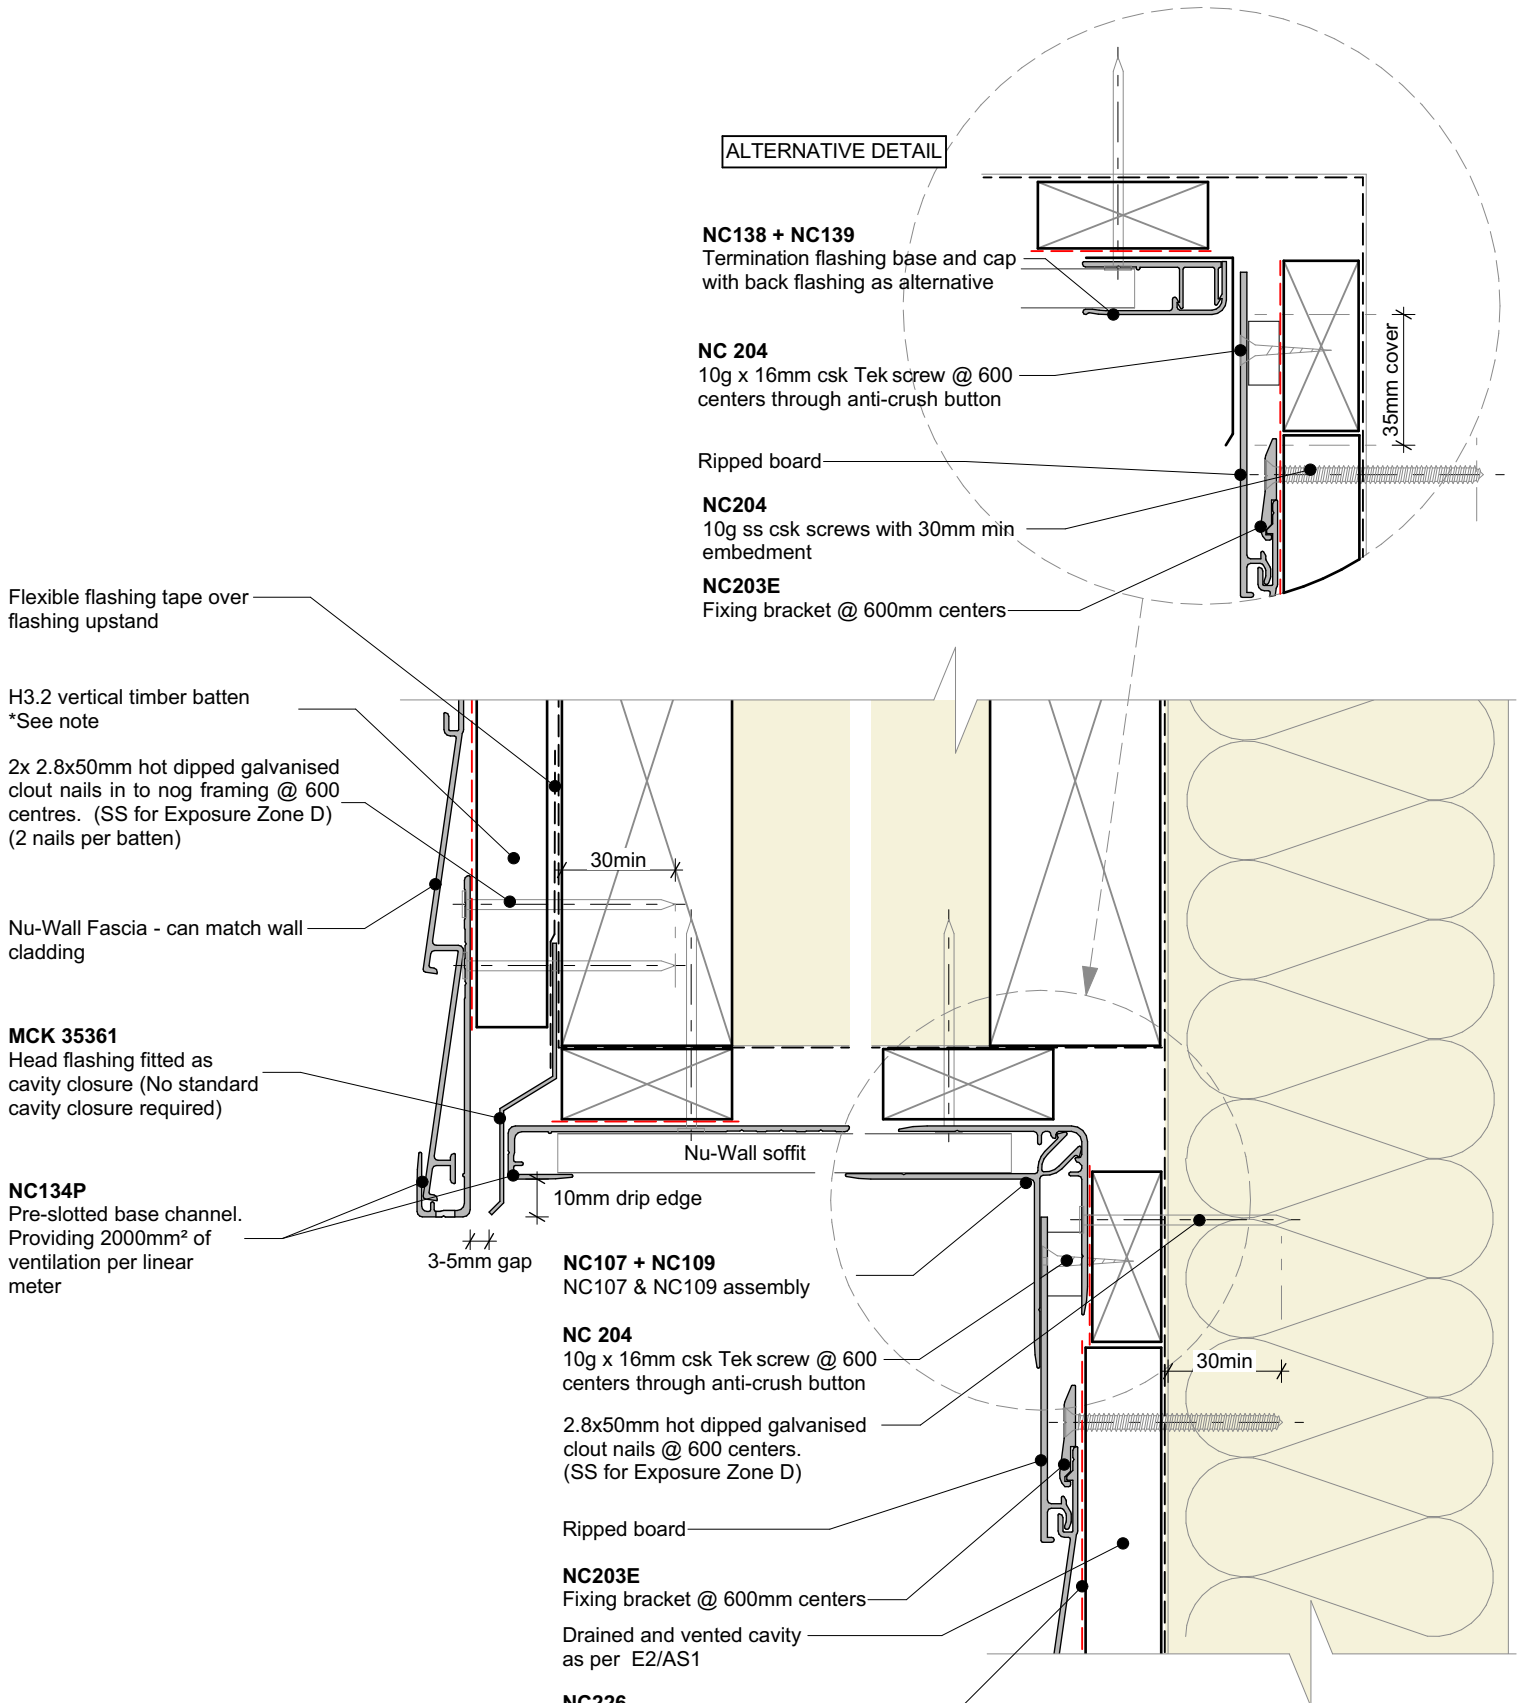 ALTERNATIVE DETAIL
NC138 + NC139
Termination flashing base and cap
with back flashing as alternative
NC 204
10g x 16mm csk Tek screw @ 600
centers through anti-crush button
35mm cover
Ripped board
NC204
10g ss csk screws with 30mm min
embedment
NC203E
Fixing bracket @ 600mm centers
Flexible flashing tape over
flashing upstand
H3.2 vertical timber batten
*See note
2x 2.8x50mm hot dipped galvanised
clout nails in to nog framing @ 600
centres. (SS for Exposure Zone D)
(2 nails per batten)
30min
Nu-Wall Fascia - can match wall
cladding
MCK 35361
Head flashing fitted as
cavity closure (No standard
cavity closure required)
Nu-Wall soffit
NC134P
Pre-slotted base channel.
Providing 2000mm² of
ventilation per linear
meter
10mm drip edge
3-5mm gap
NC107 + NC109
NC107 & NC109 assembly
NC 204
10g x 16mm csk Tek screw @ 600
centers through anti-crush button
30min
2.8x50mm hot dipped galvanised
clout nails @ 600 centers.
(SS for Exposure Zone D)
Ripped board
NC203E
Fixing bracket @ 600mm centers
Drained and vented cavity
as per E2/AS1
NC226